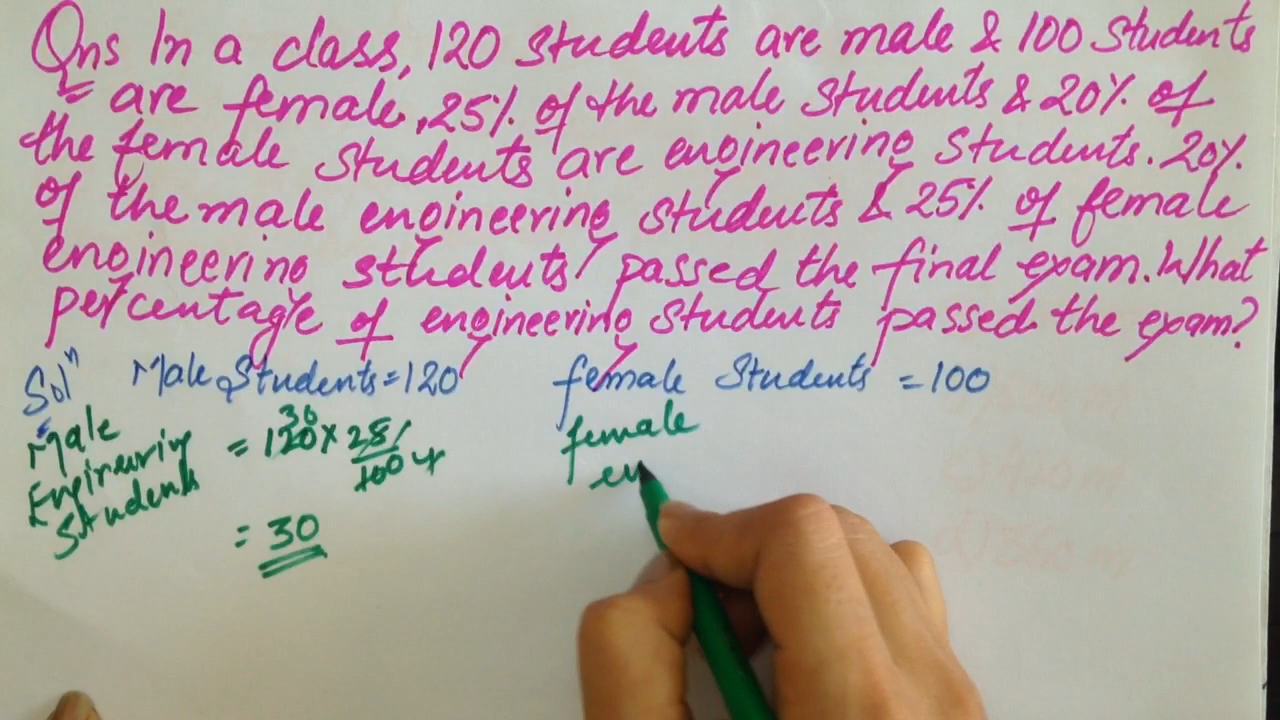 Qns In a class, 120 students are male & 100 students
are female. 25% of the male students & 20% of
the female students are engineering students. 20%
of the male engineering students & 25% of female
engineering students passed the final exam. What
percentage of engineering students passed the exam?
Solⁿ Male Students = 120 female Students = 100
Male Engineering Students = 120 × 25/100 30 4
= 30
female
en